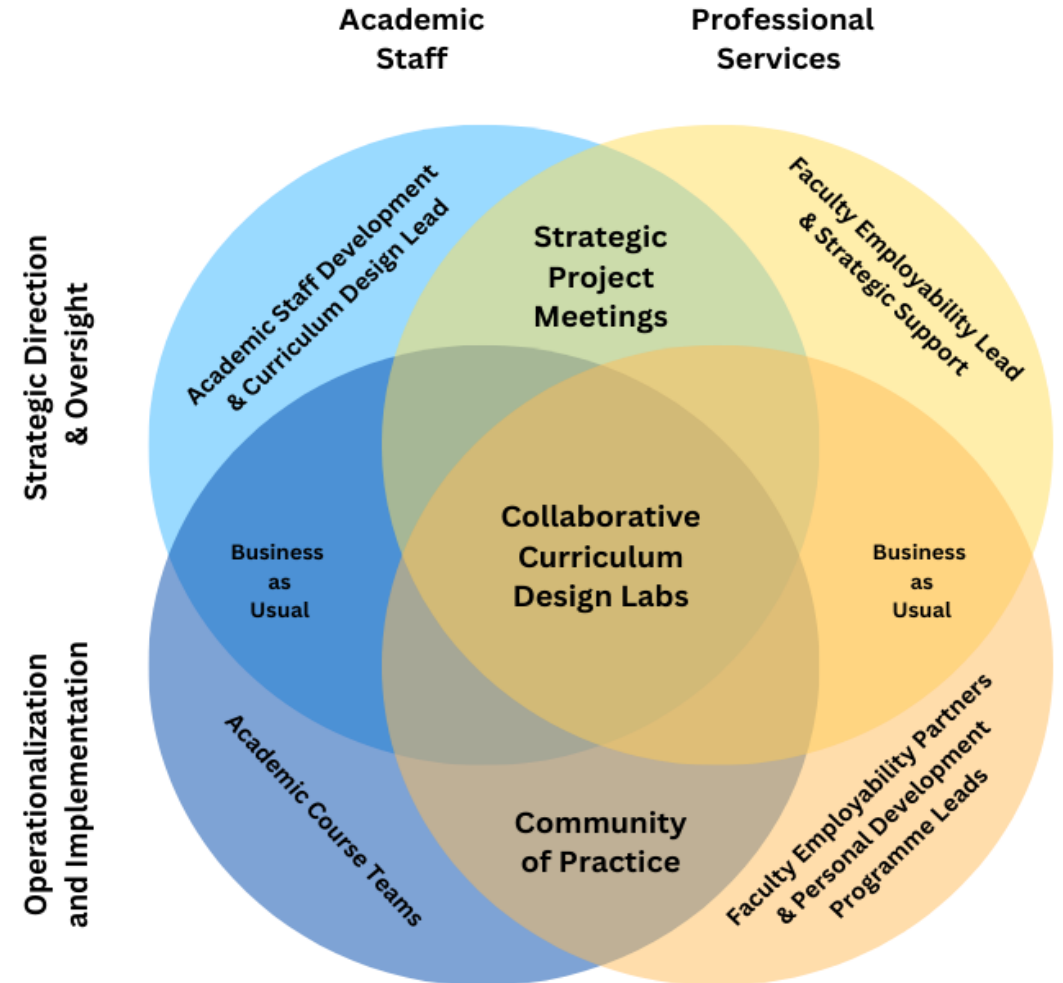 Academic
Staff
Professional
Services
Strategic Direction
& Oversight
Academic Staff Development
& Curriculum Design Lead
Strategic
Project
Meetings
Faculty Employability Lead
& Strategic Support
Business
as
Usual
Collaborative
Curriculum
Design Labs
Business
as
Usual
Operationalization
and Implementation
Academic Course Teams
Community
of Practice
Faculty Employability Partners
& Personal Development
Programme Leads